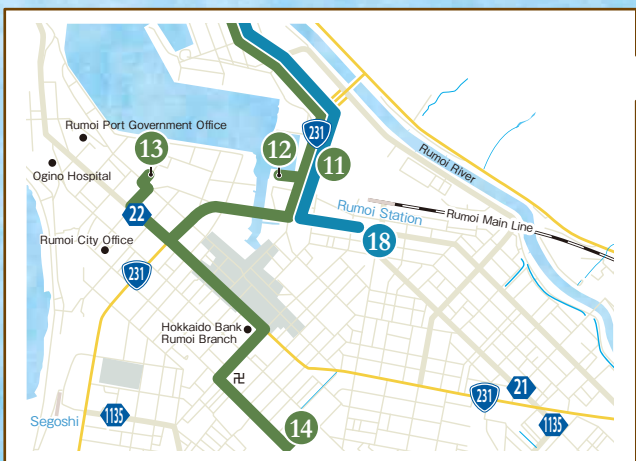 231
Rumoi Port Government Office
13
12
11
Rumoi River
Ogino Hospital
22
Rumoi Station
Rumoi Main Line
Rumoi City Office
18
231
Hokkaido Bank
Rumoi Branch
卍
21
231
Segoshi
1135
14
1135